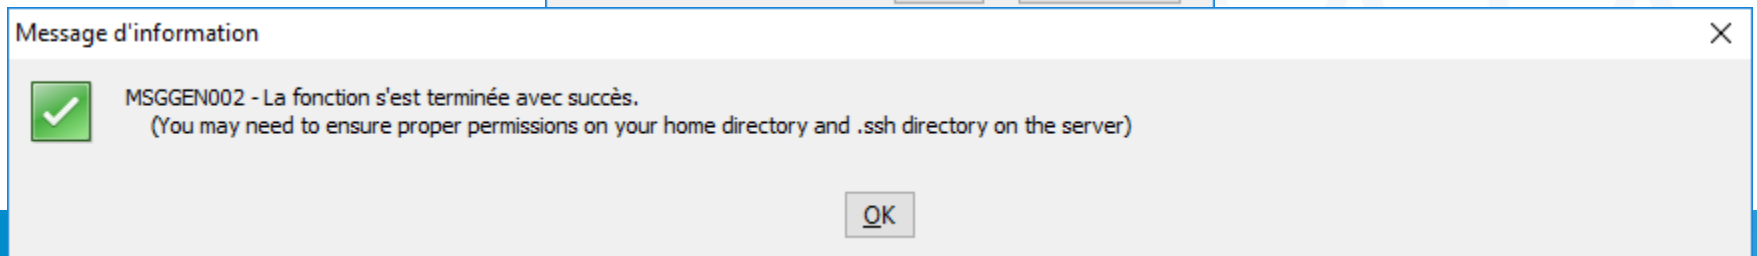 Message d'information
MSGGEN002 - La fonction s'est terminée avec succès.
(You may need to ensure proper permissions on your home directory and .ssh directory on the server)
OK